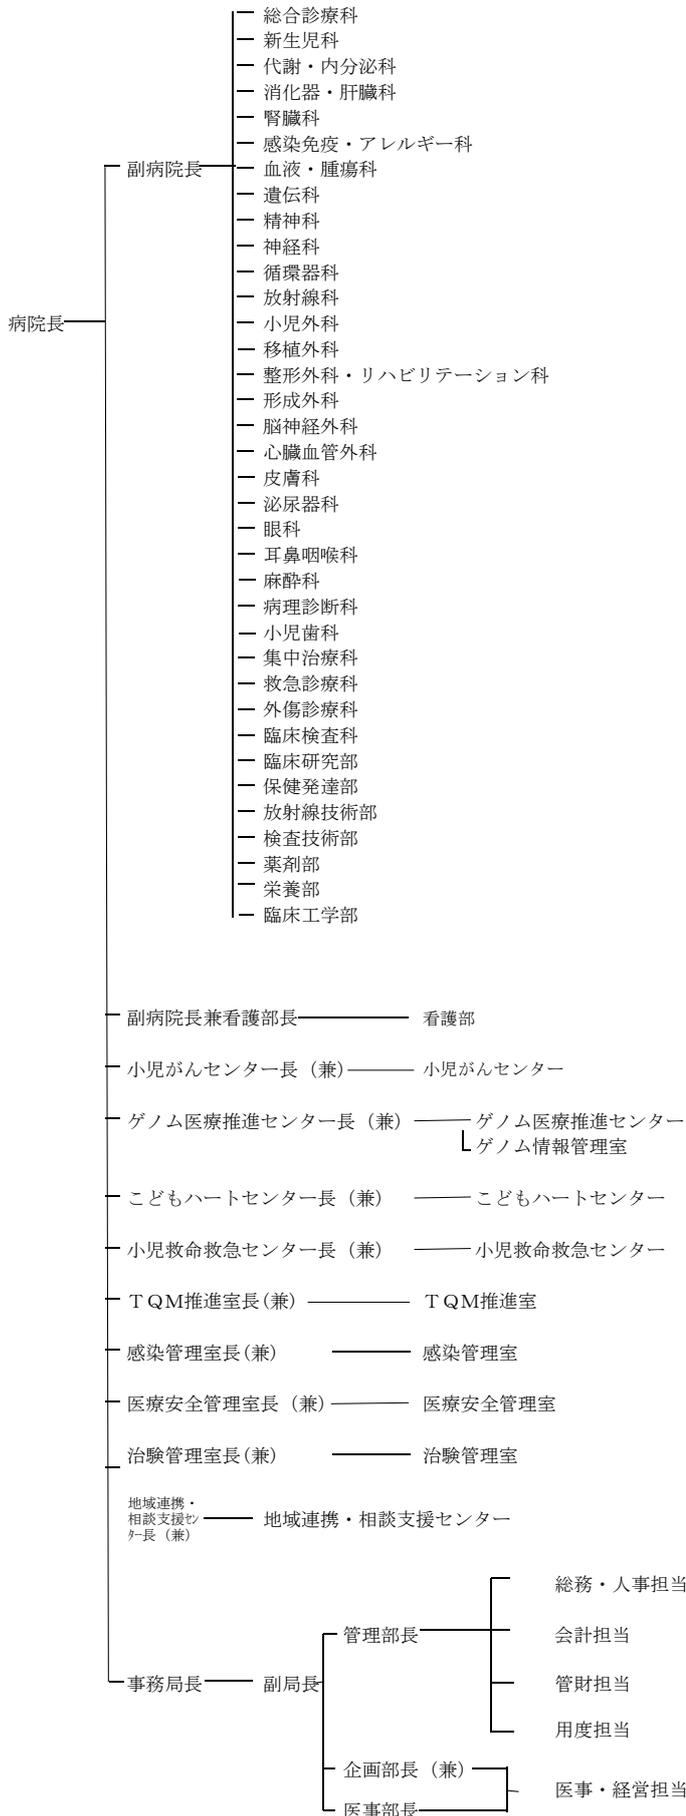 総合診療科
新生児科
代謝・内分泌科
消化器・肝臓科
腎臓科
感染免疫・アレルギー科
副病院長 血液・腫瘍科
遺伝科
精神科
神経科
循環器科
放射線科
病院長 小児外科
移植外科
整形外科・リハビリテーション科
形成外科
脳神経外科
心臓血管外科
皮膚科
泌尿器科
眼科
耳鼻咽喉科
麻酔科
病理診断科
小児歯科
集中治療科
救急診療科
外傷診療科
臨床検査科
臨床研究部
保健発達部
放射線技術部
検査技術部
薬剤部
栄養部
臨床工学部
副病院長兼看護部長 看護部
小児がんセンター長（兼） 小児がんセンター
ゲノム医療推進センター長（兼） ゲノム医療推進センター
ゲノム情報管理室
こどもハートセンター長（兼） こどもハートセンター
小児救命救急センター長（兼） 小児救命救急センター
ＴＱＭ推進室長(兼） ＴＱＭ推進室
感染管理室長(兼） 感染管理室
医療安全管理室長（兼） 医療安全管理室
治験管理室長(兼） 治験管理室
地域連携・
相談支援ｾﾝ 地域連携・相談支援センター
ﾀｰ長（兼）
総務・人事担当
管理部長 会計担当
事務局長 副局長 管財担当
用度担当
企画部長（兼）
医事・経営担当
医事部長